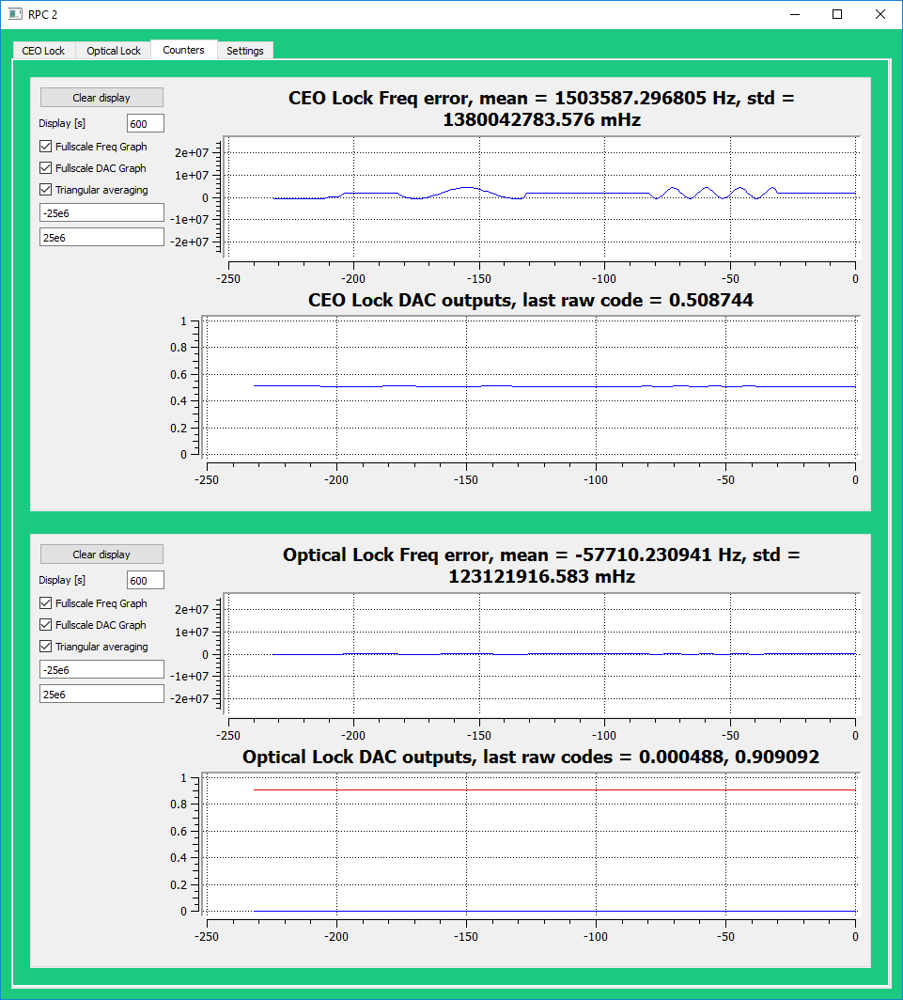 RPC 2
CEO Lock Optical Lock Counters Settings
Clear display
Display [s] 600
Fullscale Freq Graph
Fullscale DAC Graph
Triangular averaging
-25e6
25e6
CEO Lock Freq error, mean = 1503587.296805 Hz, std =
1380042783.576 mHz
2e+07
1e+07
0
-1e+07
-2e+07
-250 -200 -150 -100 -50 0
CEO Lock DAC outputs, last raw code = 0.508744
1
0.8
0.6
0.4
0.2
0
-250 -200 -150 -100 -50 0
Clear display
Display [s] 600
Fullscale Freq Graph
Fullscale DAC Graph
Triangular averaging
-25e6
25e6
Optical Lock Freq error, mean = -57710.230941 Hz, std =
123121916.583 mHz
2e+07
1e+07
0
-1e+07
-2e+07
-250 -200 -150 -100 -50 0
Optical Lock DAC outputs, last raw codes = 0.000488, 0.909092
1
0.8
0.6
0.4
0.2
0
-250 -200 -150 -100 -50 0